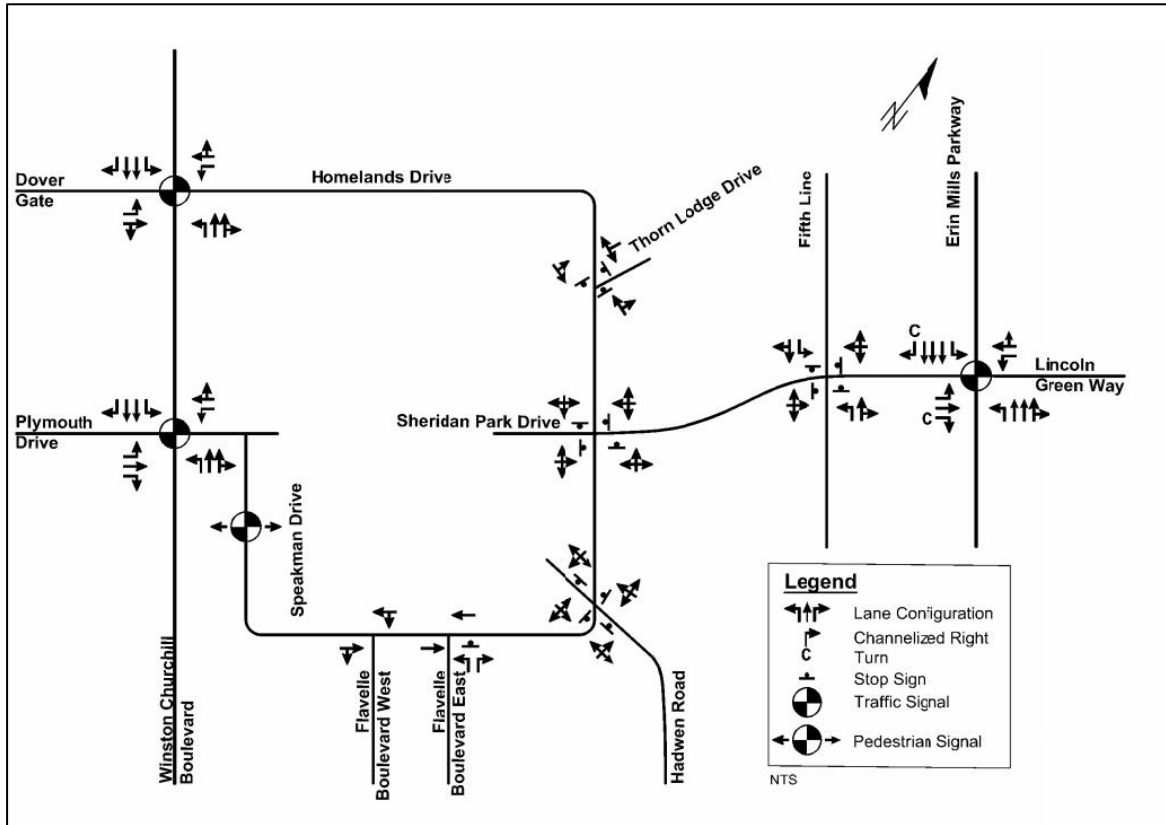 N
Dover
Gate
Homelands Drive
Thorn Lodge Drive
Fifth Line
Erin Mills Parkway
C
Lincoln
Green Way
Plymouth
Drive
Sheridan Park Drive
C
Speakman Drive
Winston Churchill
Boulevard
Flavelle
Boulevard West
Flavelle
Boulevard East
Hadwen Road
Legend
Lane Configuration
Channelized Right
C
Turn
Stop Sign
Traffic Signal
Pedestrian Signal
NTS